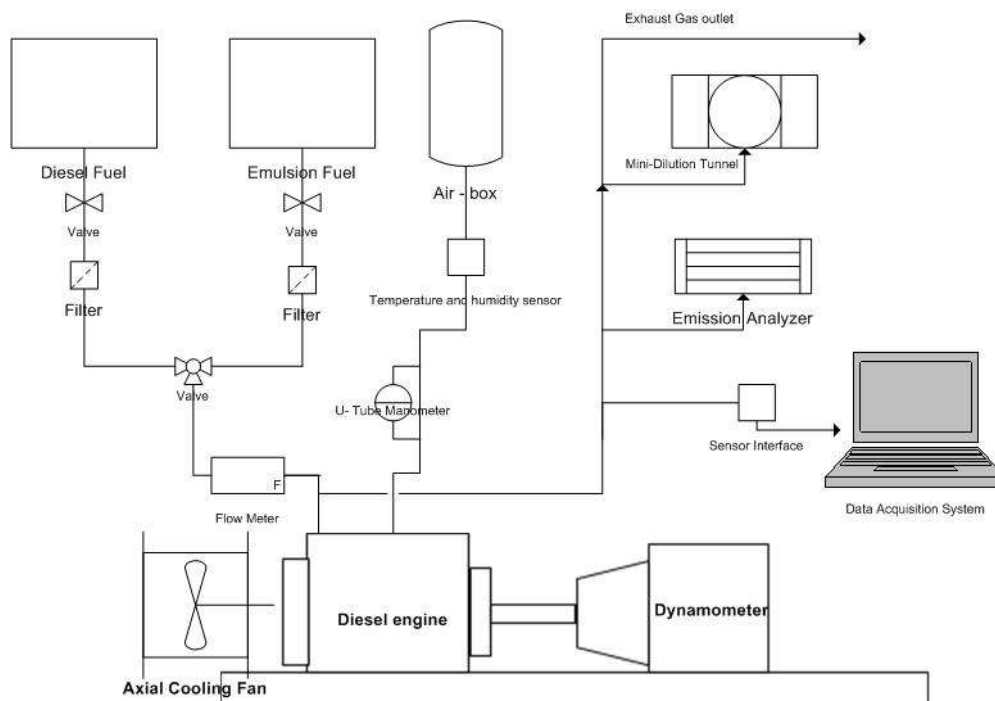 Exhaust Gas outlet
Diesel Fuel
Emulsion Fuel
Mini-Dilution Tunnel
Air - box
Valve
Valve
Temperature and humidity sensor
Filter
Filter
Emission Analyzer
Valve
U- Tube Manometer
Sensor Interface
F
Data Acquisition System
Flow Meter
Diesel engine
Dynamometer
Axial Cooling Fan